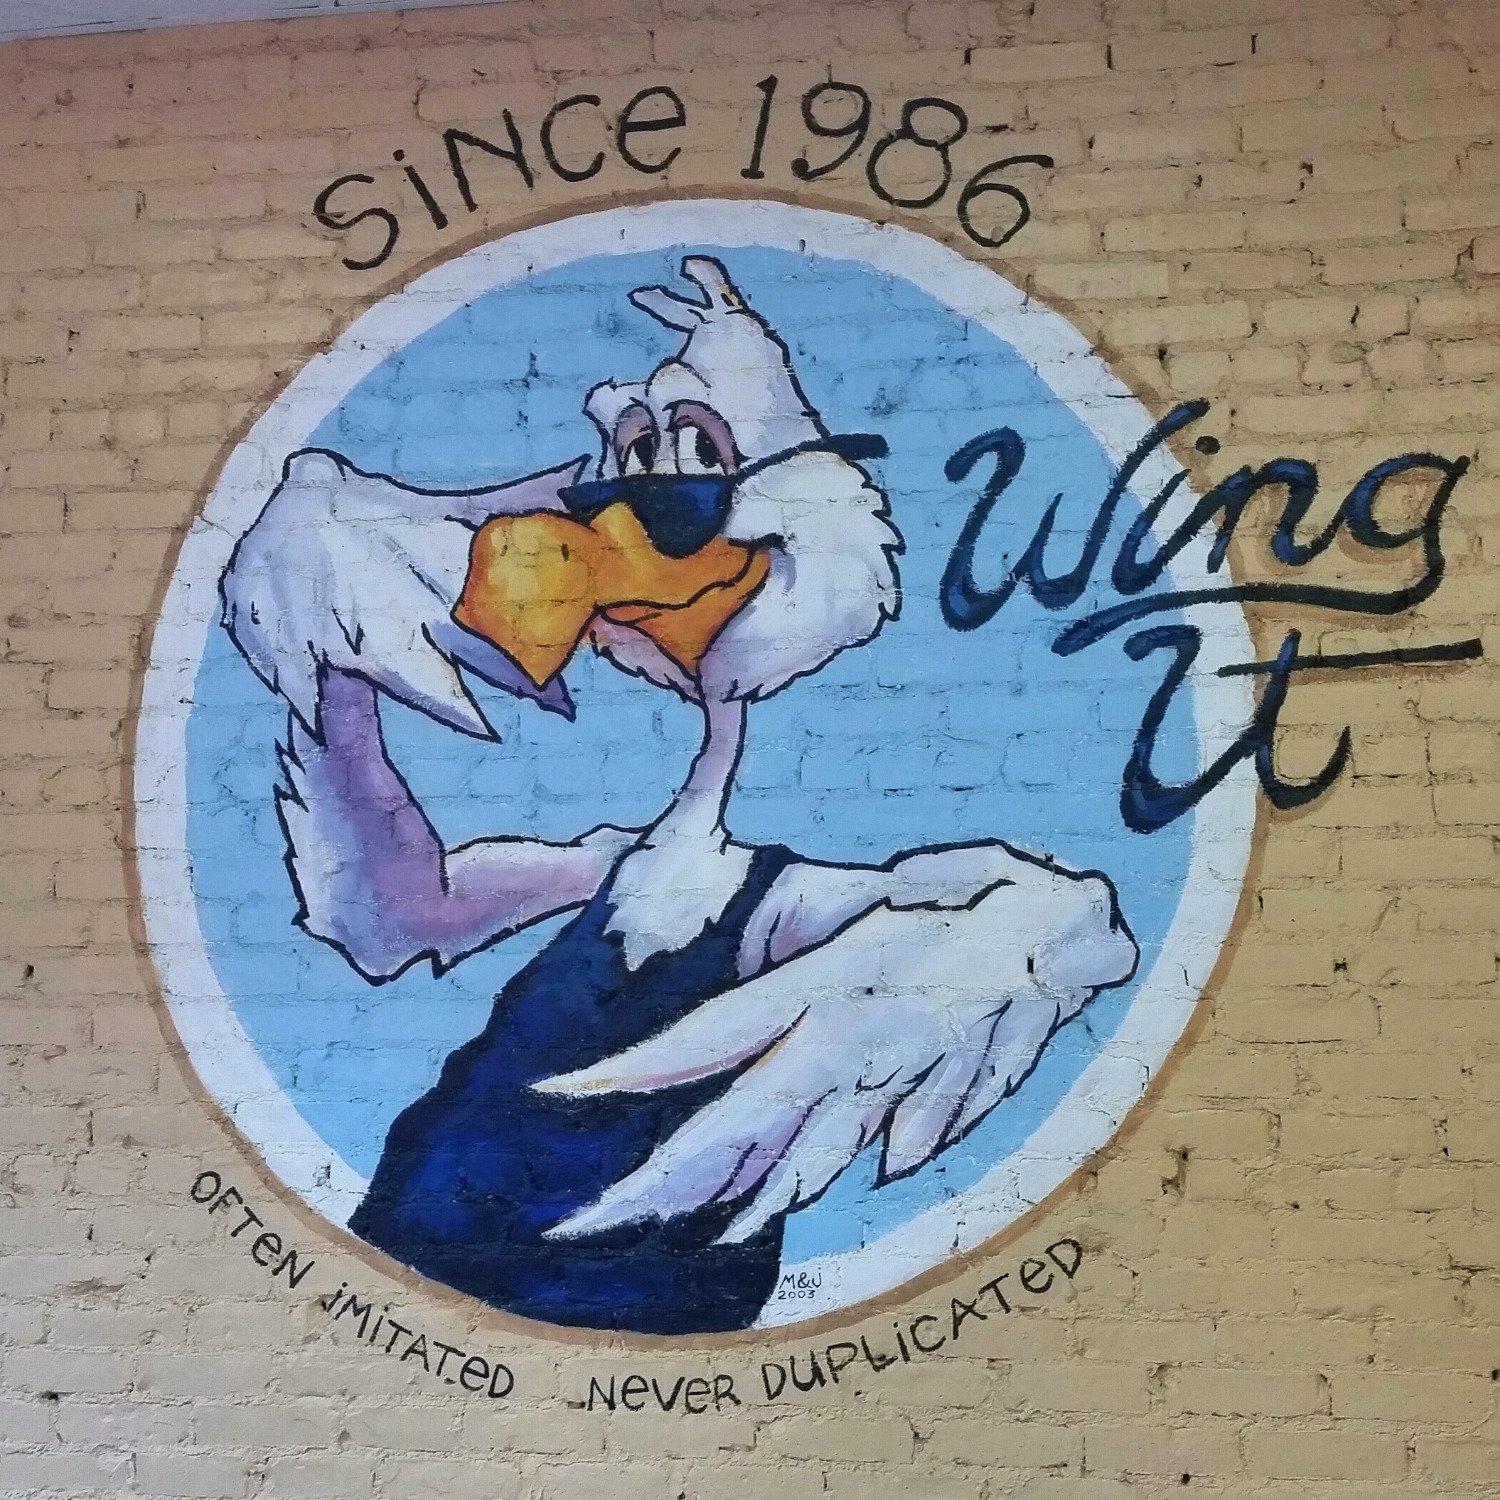 SiNCe 1986
Wing
It
M&J
2003
OFTeN iMiTATeD NeVeR DUPLiCATeD